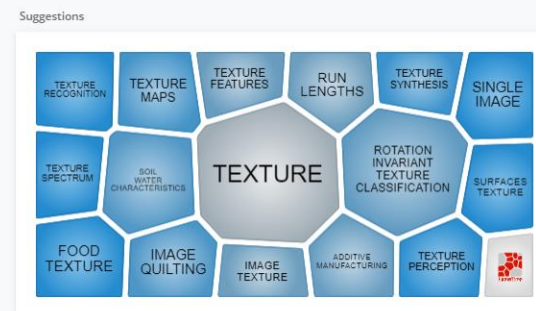 Suggestions
TEXTURE
RECOGNITION
TEXTURE
MAPS
TEXTURE
FEATURES
RUN
LENGTHS
TEXTURE
SYNTHESIS
SINGLE
IMAGE
TEXTURE
SPECTRUM
SOIL
WATER
CHARACTERISTICS
TEXTURE
ROTATION
INVARIANT
TEXTURE
CLASSIFICATION
SURFACES
TEXTURE
FOOD
TEXTURE
IMAGE
QUILTING
IMAGE
TEXTURE
ADDITIVE
MANUFACTURING
TEXTURE
PERCEPTION